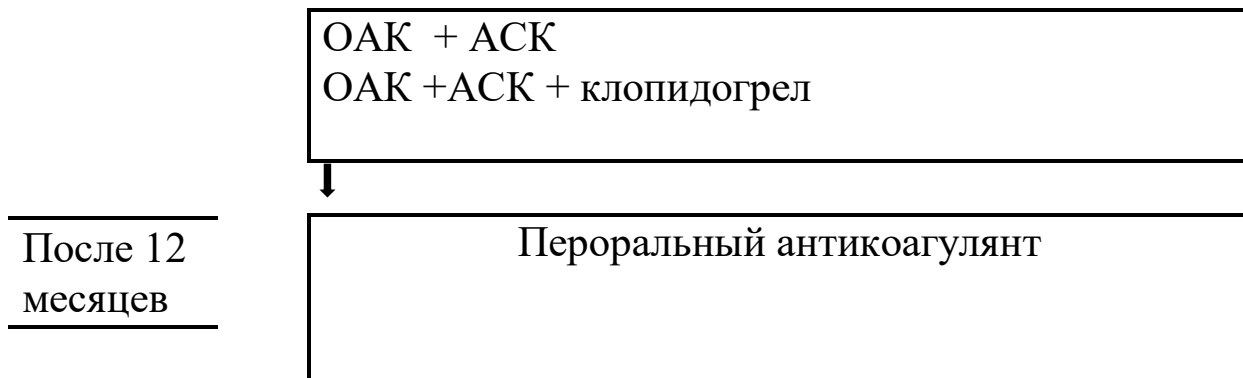 ОАК + АСК
ОАК +АСК + клопидогрел
После 12
месяцев
Пероральный антикоагулянт